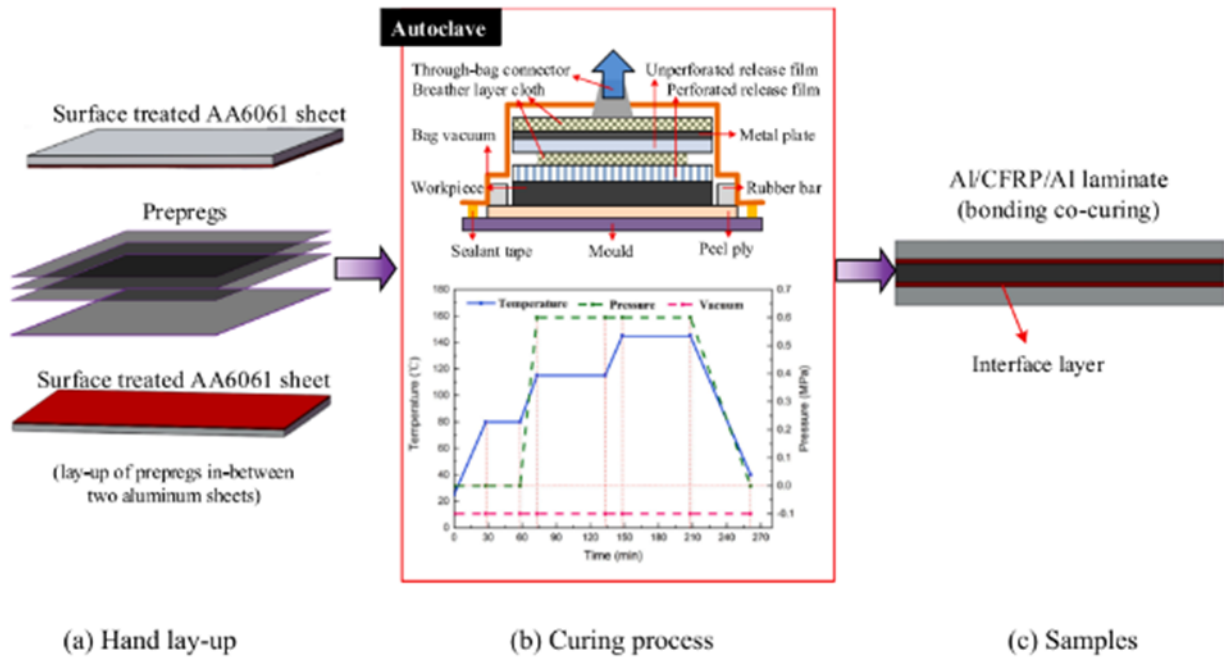 Autoclave
Surface treated AA6061 sheet
Prepregs
Surface treated AA6061 sheet
(lay-up of prepregs in-between
two aluminum sheets)
Through-bag connector
Breather layer cloth
Unperforated release film
Perforated release film
Bag vacuum
Metal plate
Workpiece
Rubber bar
Sealant tape
Mould
Peel ply
Temperature
Pressure
Vacuum
180
160
140
120
100
80
60
40
20
0
Temperature (℃)
0.7
0.6
0.5
0.4
0.3
0.2
0.1
0.0
-0.1
Pressure (MPa)
0
30
60
90
120
150
180
210
240
270
Time (min)
Al/CFRP/Al laminate
(bonding co-curing)
Interface layer
(a) Hand lay-up
(b) Curing process
(c) Samples